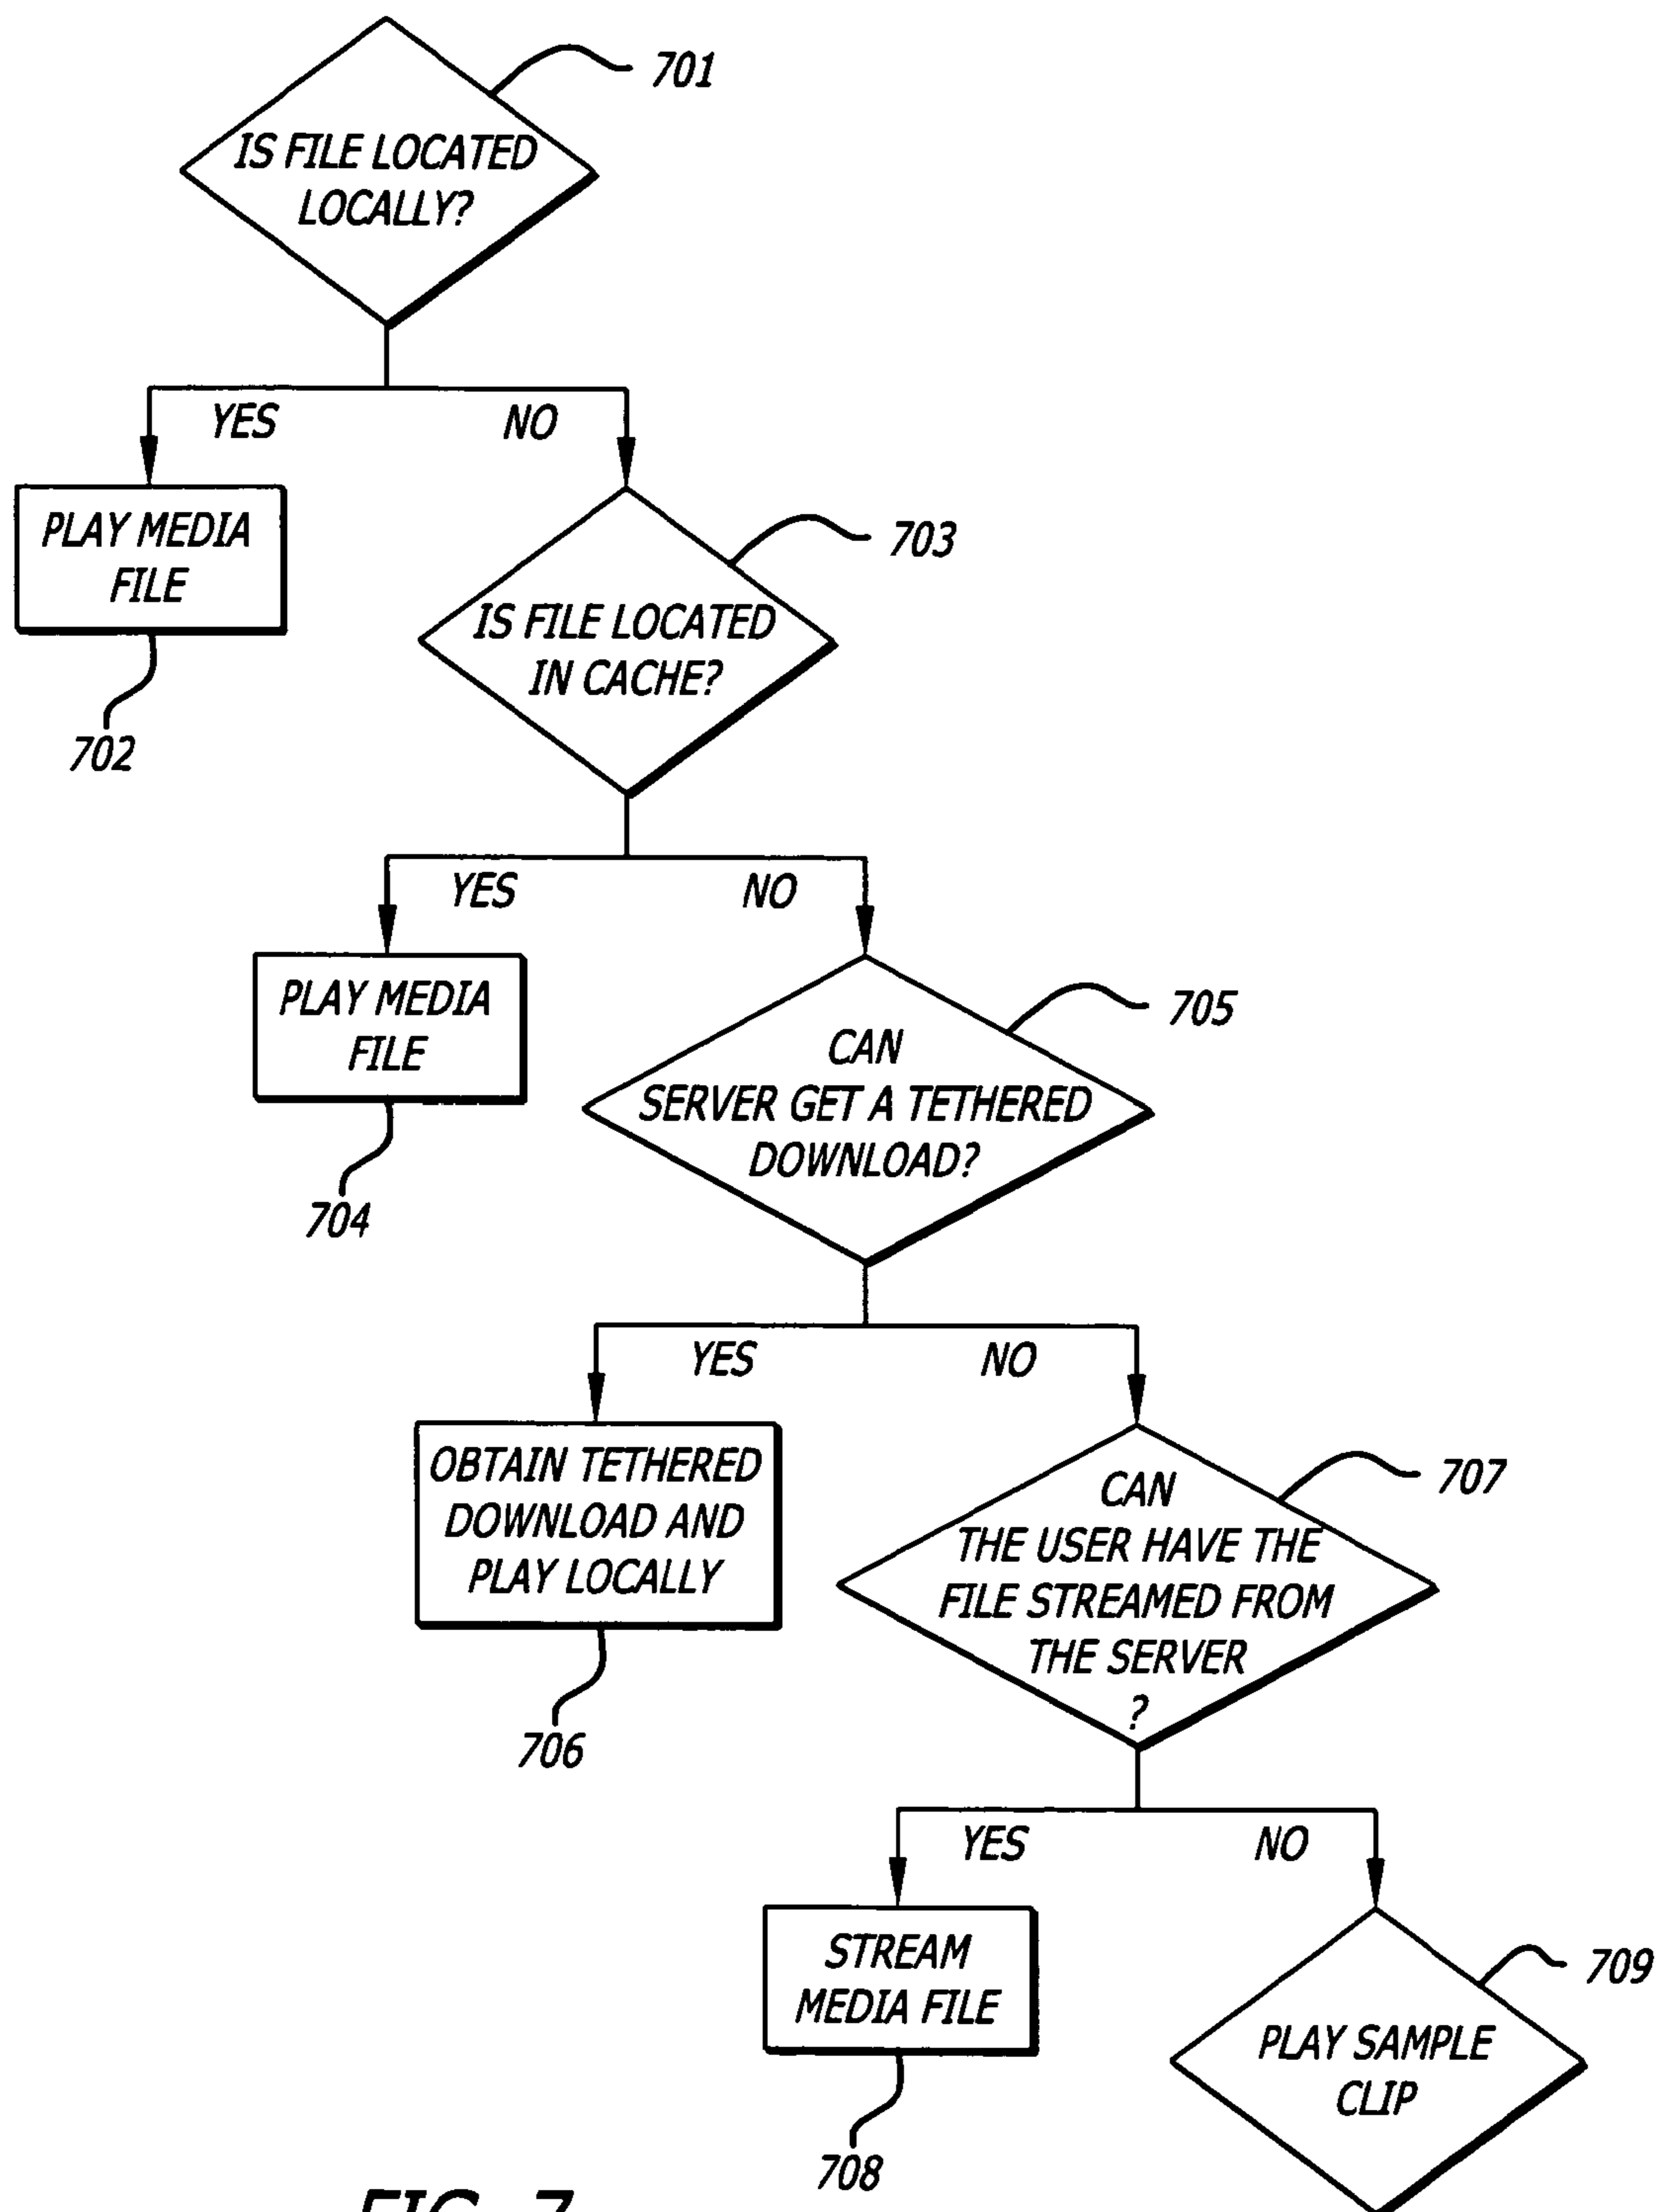 701
IS FILE LOCATED
LOCALLY?
YES
NO
PLAY MEDIA
FILE
702
703
IS FILE LOCATED
IN CACHE?
YES
NO
PLAY MEDIA
FILE
704
705
CAN
SERVER GET A TETHERED
DOWNLOAD?
YES
NO
OBTAIN TETHERED
DOWNLOAD AND
PLAY LOCALLY
706
707
CAN
THE USER HAVE THE
FILE STREAMED FROM
THE SERVER
?
YES
NO
STREAM
MEDIA FILE
708
709
PLAY SAMPLE
CLIP
FIG. 7